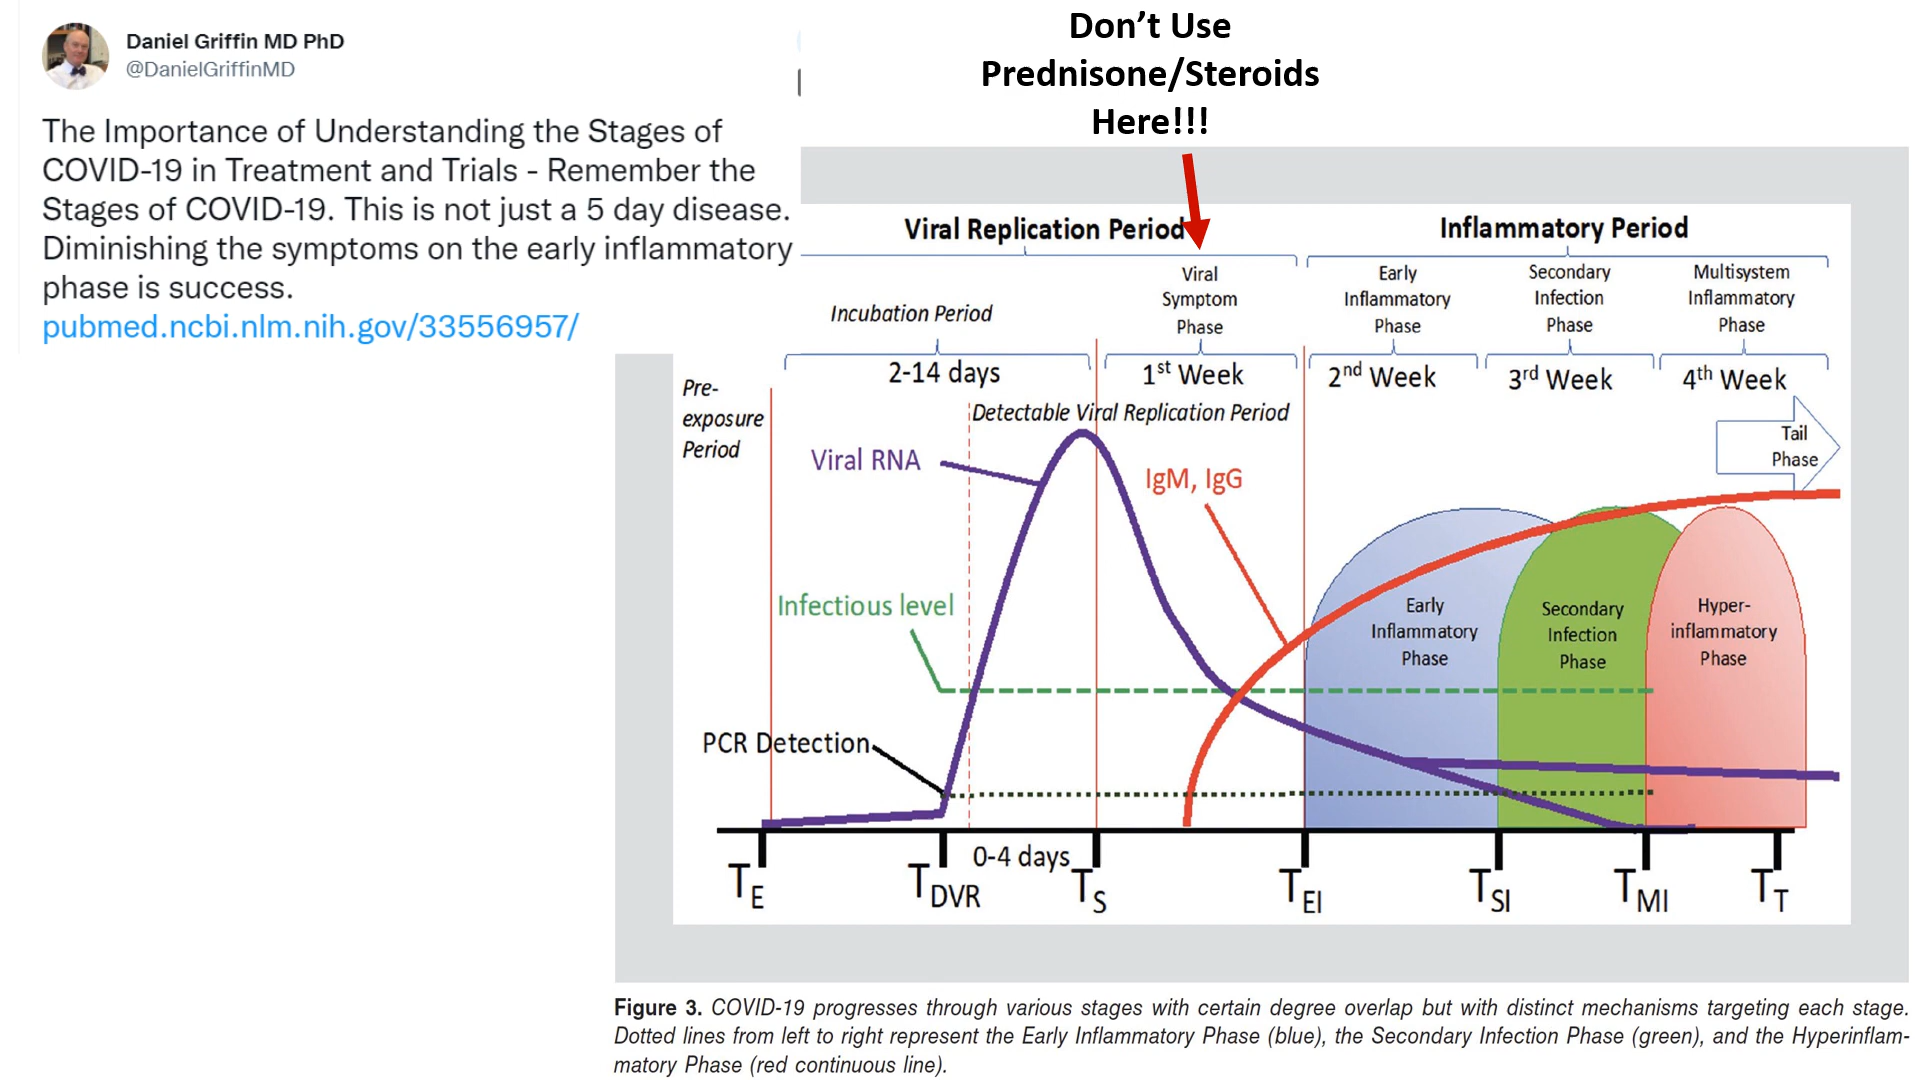 Daniel Griffin MD PhD
@DanielGriffinMD
The Importance of Understanding the Stages of
COVID-19 in Treatment and Trials - Remember the
Stages of COVID-19. This is not just a 5 day disease.
Diminishing the symptoms on the early inflammatory
phase is success.
pubmed.ncbi.nlm.nih.gov/33556957/
Don’t Use
Prednisone/Steroids
Here!!!
Viral Replication Period
Inflammatory Period
Incubation Period
Viral
Symptom
Phase
Early
Inflammatory
Phase
Secondary
Infection
Phase
Multisystem
Inflammatory
Phase
2-14 days
1st Week
2nd Week
3rd Week
4th Week
Pre-
exposure
Period
Detectable Viral Replication Period
Tail
Phase
Viral RNA
IgM, IgG
Infectious level
PCR Detection
Early
Inflammatory
Phase
Secondary
Infection
Phase
Hyper-
inflammatory
Phase
0-4 days
TE
TDVR
TS
TEI
TSI
TMI
TT
Figure 3. COVID-19 progresses through various stages with certain degree overlap but with distinct mechanisms targeting each stage.
Dotted lines from left to right represent the Early Inflammatory Phase (blue), the Secondary Infection Phase (green), and the Hyperinflam-
matory Phase (red continuous line).